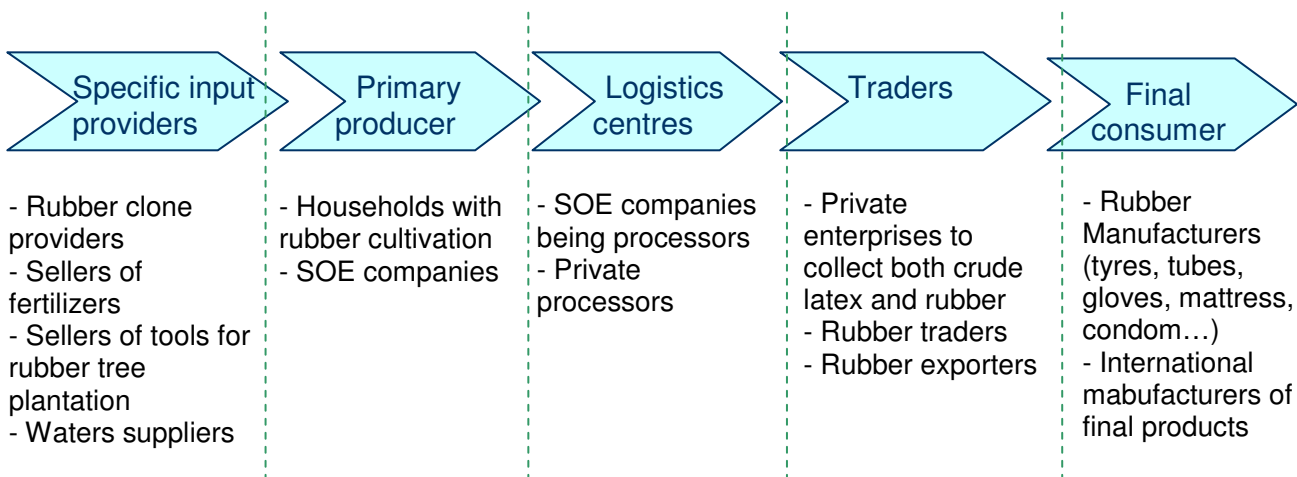 Specific input
providers
Primary
producer
Logistics
centres
Traders
Final
consumer
- Rubber clone
providers
- Sellers of
fertilizers
- Sellers of tools for
rubber tree
plantation
- Waters suppliers
- Households with
rubber cultivation
- SOE companies
- SOE companies
being processors
- Private
processors
- Private
enterprises to
collect both crude
latex and rubber
- Rubber traders
- Rubber exporters
- Rubber
Manufacturers
(tyres, tubes,
gloves, mattress,
condom…)
- International
mabufacturers of
final products